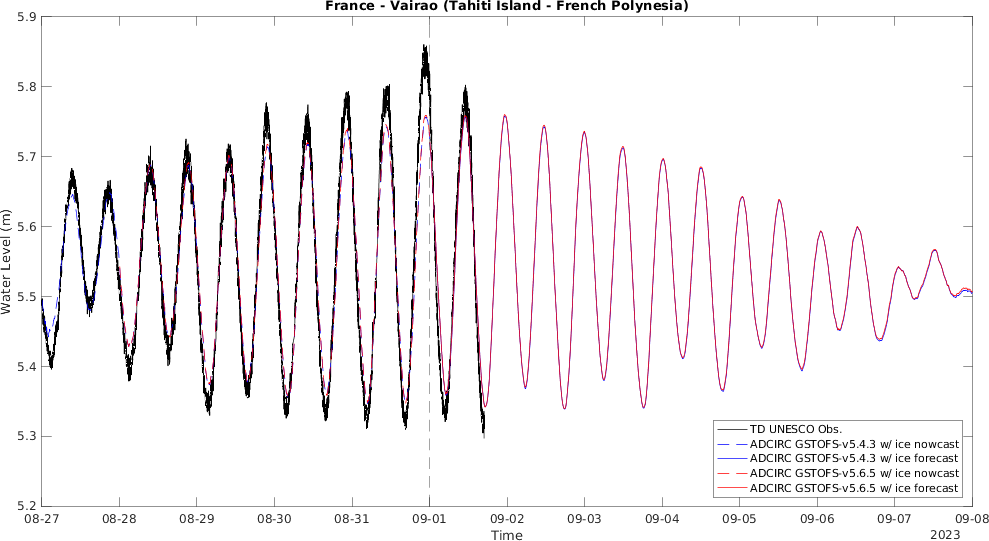 France - Vairao (Tahiti Island - French Polynesia)
5.9
5.8
5.7
5.6
5.5
5.4
5.3
5.2
Water Level (m)
TD UNESCO Obs.
ADCIRC GSTOFS-v5.4.3 w/ ice nowcast
ADCIRC GSTOFS-v5.4.3 w/ ice forecast
ADCIRC GSTOFS-v5.6.5 w/ ice nowcast
ADCIRC GSTOFS-v5.6.5 w/ ice forecast
08-27 08-28 08-29 08-30 08-31 09-01 09-02 09-03 09-04 09-05 09-06 09-07 09-08
Time
2023